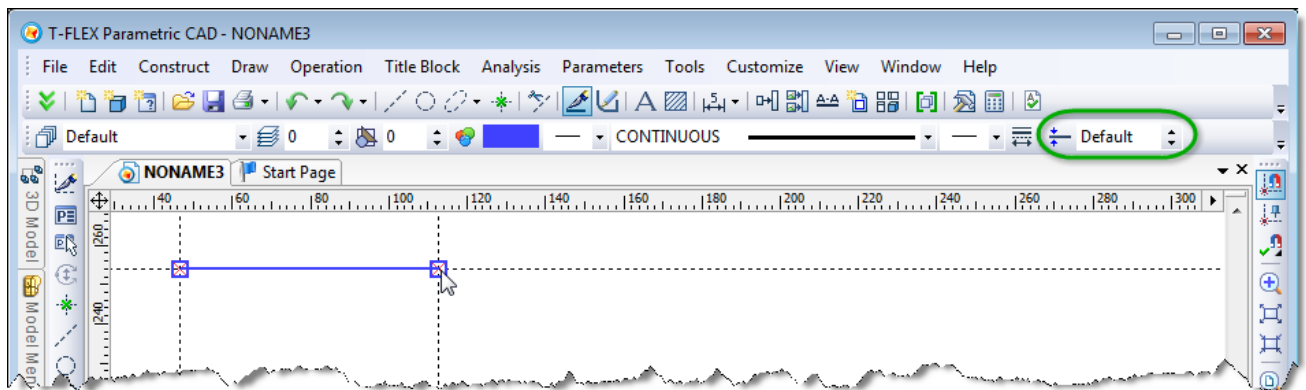 T-FLEX Parametric CAD - NONAME3
File Edit Construct Draw Operation Title Block Analysis Parameters Tools Customize View Window Help
Default 0 0 CONTINUOUS Default
NONAME3 Start Page
40 60 80 100 120 140 160 180 200 220 240 260 280 300
260
240
3D Model
Model Men